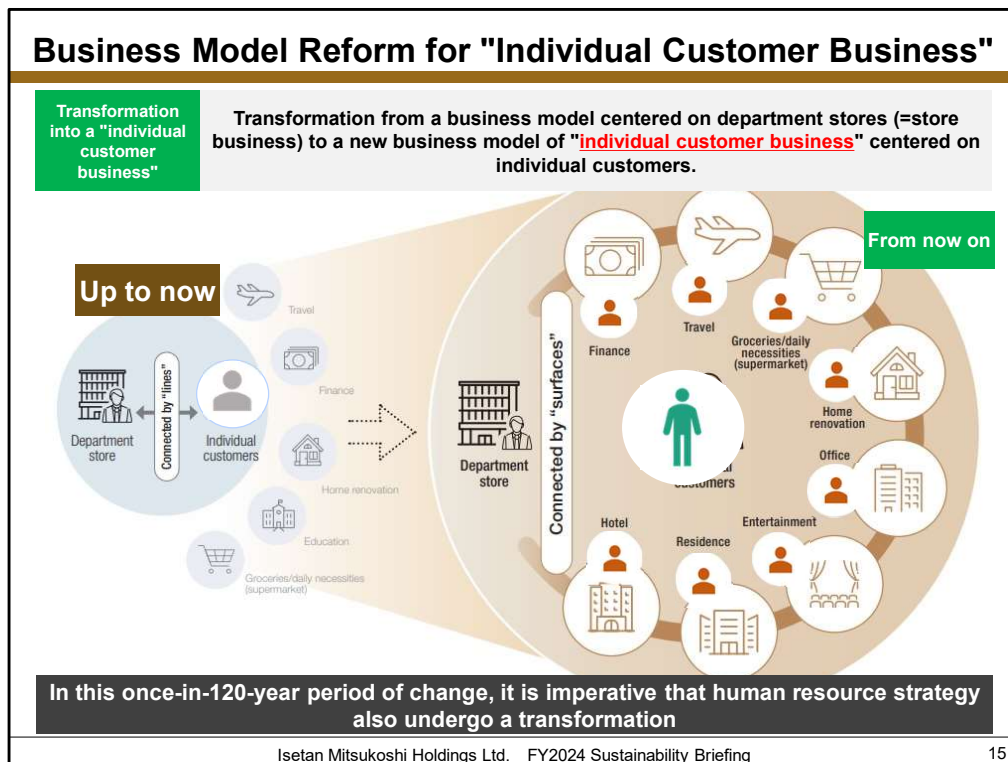 Business Model Reform for "Individual Customer Business"
Transformation
into a "individual
customer
business"
Transformation from a business model centered on department stores (=store
business) to a new business model of "individual customer business" centered on
individual customers.
Up to now
Department
store
Connected by "lines"
Individual
customers
Travel
Finance
Home renovation
Education
Groceries/daily necessities
(supermarket)
From now on
Department
store
Connected by "surfaces"
Finance
Travel
Groceries/daily
necessities
(supermarket)
Home
renovation
Office
Entertainment
Residence
Hotel
customers
In this once-in-120-year period of change, it is imperative that human resource strategy
also undergo a transformation
Isetan Mitsukoshi Holdings Ltd. FY2024 Sustainability Briefing
15